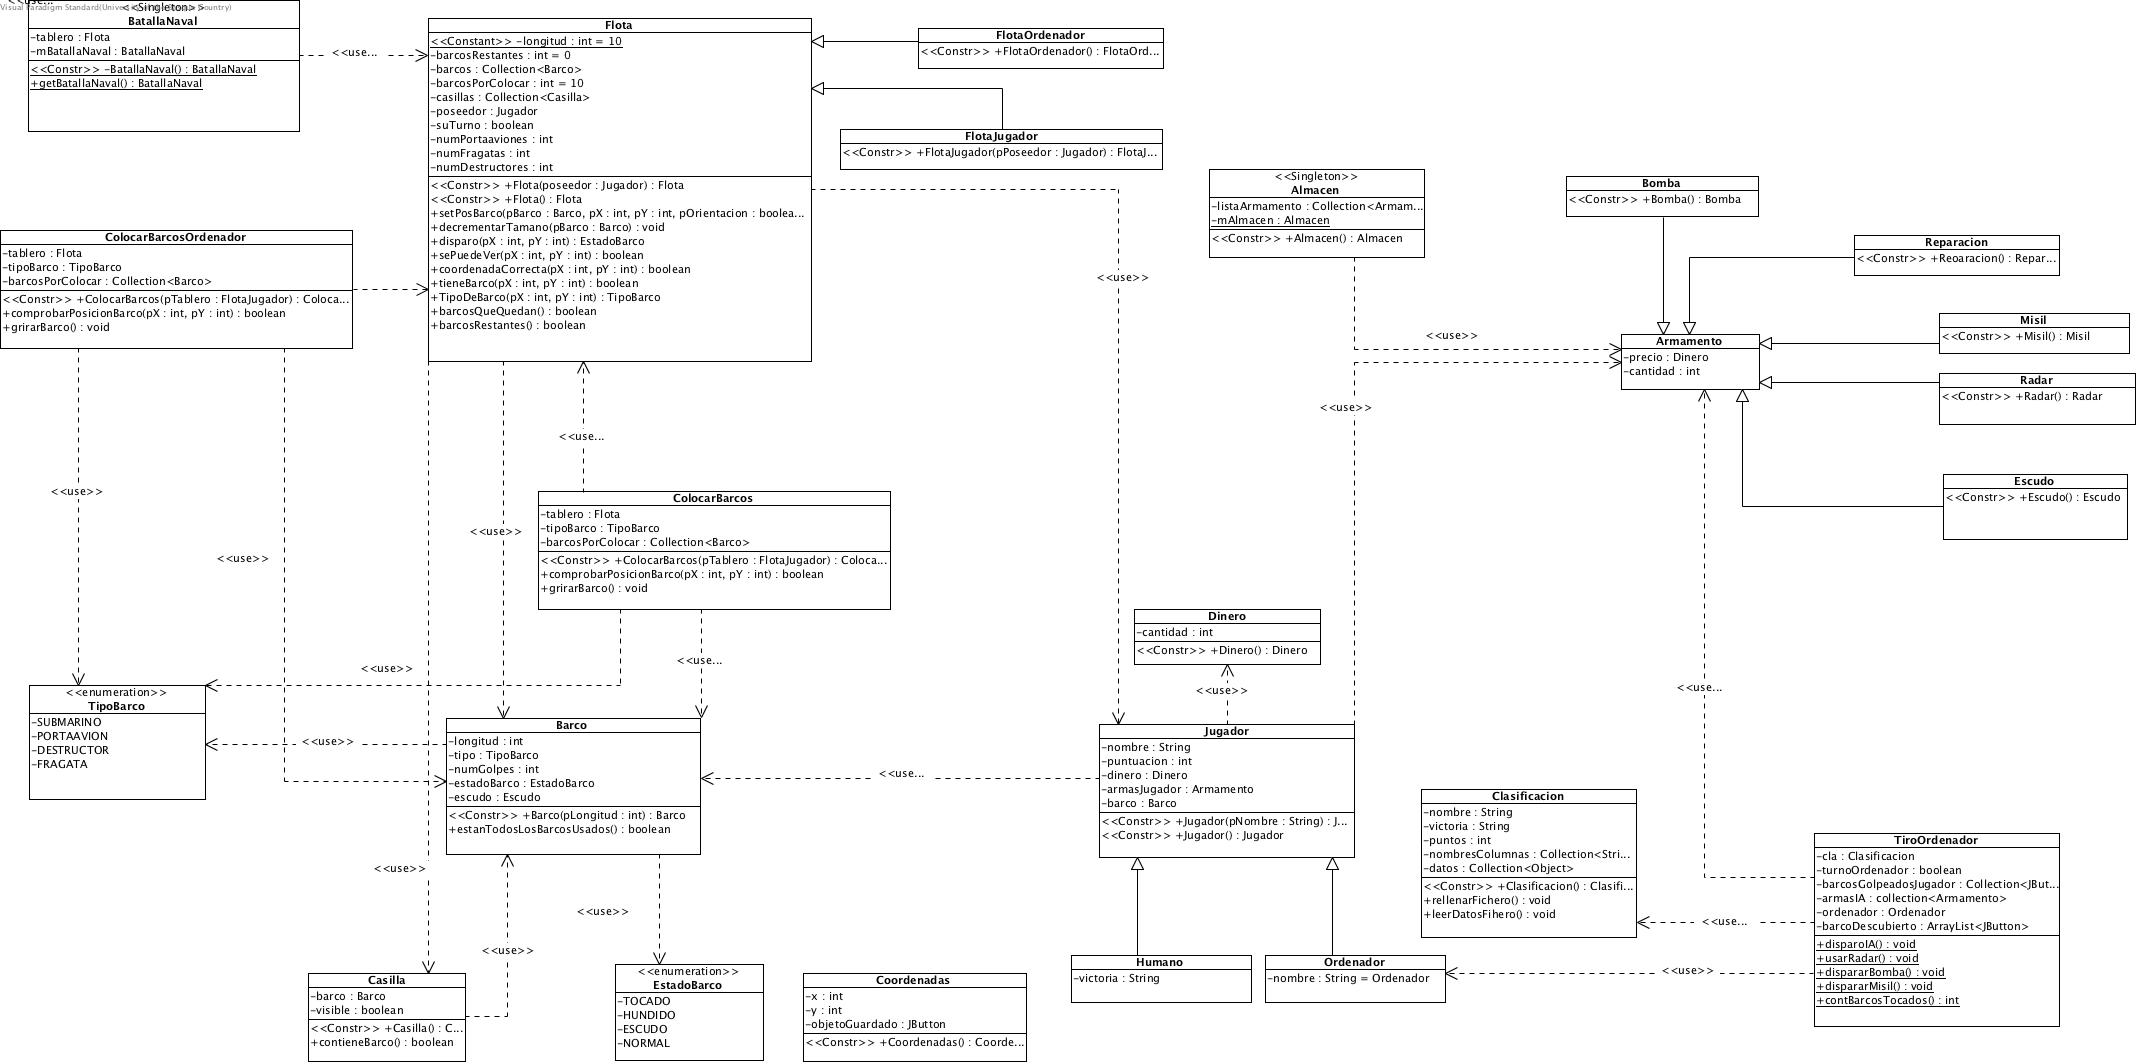 <<Singleton>>
BatallaNaval
-tablero : Flota
-mBatallaNaval : BatallaNaval
<<Constr>> -BatallaNaval() : BatallaNaval
+getBatallaNaval() : BatallaNaval
<<use...
Flota
<<Constant>> -longitud : int = 10
-barcosRestantes : int = 0
-barcos : Collection<Barco>
-barcosPorColocar : int = 10
-casillas : Collection<Casilla>
-poseedor : Jugador
-suTurno : boolean
-numPortaaviones : int
-numFragatas : int
-numDestructores : int
<<Constr>> +Flota(poseedor : Jugador) : Flota
<<Constr>> +Flota() : Flota
+setPosBarco(pBarco : Barco, pX : int, pY : int, pOrientacion : boolea...
+decrementarTamano(pBarco : Barco) : void
+disparo(pX : int, pY : int) : EstadoBarco
+sePuedeVer(pX : int, pY : int) : boolean
+coordenadaCorrecta(pX : int, pY : int) : boolean
+tieneBarco(pX : int, pY : int) : boolean
+TipoDeBarco(pX : int, pY : int) : TipoBarco
+barcosQueQuedan() : boolean
+barcosRestantes() : boolean
FlotaOrdenador
<<Constr>> +FlotaOrdenador() : FlotaOrd...
FlotaJugador
<<Constr>> +FlotaJugador(pPoseedor : Jugador) : FlotaJ...
<<Singleton>>
Almacen
-listaArmamento : Collection<Armam...
-mAlmacen : Almacen
<<Constr>> +Almacen() : Almacen
Bomba
<<Constr>> +Bomba() : Bomba
Reparacion
<<Constr>> +Reoaracion() : Repar...
ColocarBarcosOrdenador
-tablero : Flota
-tipoBarco : TipoBarco
-barcosPorColocar : Collection<Barco>
<<Constr>> +ColocarBarcos(pTablero : FlotaJugador) : Coloca...
+comprobarPosicionBarco(pX : int, pY : int) : boolean
+grirarBarco() : void
<<use>>
<<use>>
Armamento
-precio : Dinero
-cantidad : int
Misil
<<Constr>> +Misil() : Misil
Radar
<<Constr>> +Radar() : Radar
<<use>>
<<use...
Escudo
<<Constr>> +Escudo() : Escudo
<<use>>
ColocarBarcos
-tablero : Flota
-tipoBarco : TipoBarco
-barcosPorColocar : Collection<Barco>
<<Constr>> +ColocarBarcos(pTablero : FlotaJugador) : Coloca...
+comprobarPosicionBarco(pX : int, pY : int) : boolean
+grirarBarco() : void
<<use>>
<<use>>
Dinero
-cantidad : int
<<Constr>> +Dinero() : Dinero
<<use>>
<<use...
<<use>>
<<use...
<<enumeration>>
TipoBarco
-SUBMARINO
-PORTAAVION
-DESTRUCTOR
-FRAGATA
<<use>>
Barco
-longitud : int
-tipo : TipoBarco
-numGolpes : int
-estadoBarco : EstadoBarco
-escudo : Escudo
<<Constr>> +Barco(pLongitud : int) : Barco
+estanTodosLosBarcosUsados() : boolean
<<use...
Jugador
-nombre : String
-puntuacion : int
-dinero : Dinero
-armasJugador : Armamento
-barco : Barco
<<Constr>> +Jugador(pNombre : String) : J...
<<Constr>> +Jugador() : Jugador
Clasificacion
-nombre : String
-victoria : String
-puntos : int
-nombresColumnas : Collection<Stri...
-datos : Collection<Object>
<<Constr>> +Clasificacion() : Clasifi...
+rellenarFichero() : void
+leerDatosFihero() : void
TiroOrdenador
-cla : Clasificacion
-turnoOrdenador : boolean
-barcosGolpeadosJugador : Collection<JBut...
-armasIA : collection<Armamento>
-ordenador : Ordenador
-barcoDescubierto : ArrayList<JButton>
+disparoIA() : void
+usarRadar() : void
+dispararBomba() : void
+dispararMisil() : void
+contBarcosTocados() : int
<<use>>
<<use>>
<<use...
<<use>>
<<use>>
Casilla
-barco : Barco
-visible : boolean
<<Constr>> +Casilla() : C...
+contieneBarco() : boolean
<<enumeration>>
EstadoBarco
-TOCADO
-HUNDIDO
-ESCUDO
-NORMAL
Coordenadas
-x : int
-y : int
-objetoGuardado : JButton
<<Constr>> +Coordenadas() : Coorde...
Humano
-victoria : String
Ordenador
-nombre : String = Ordenador